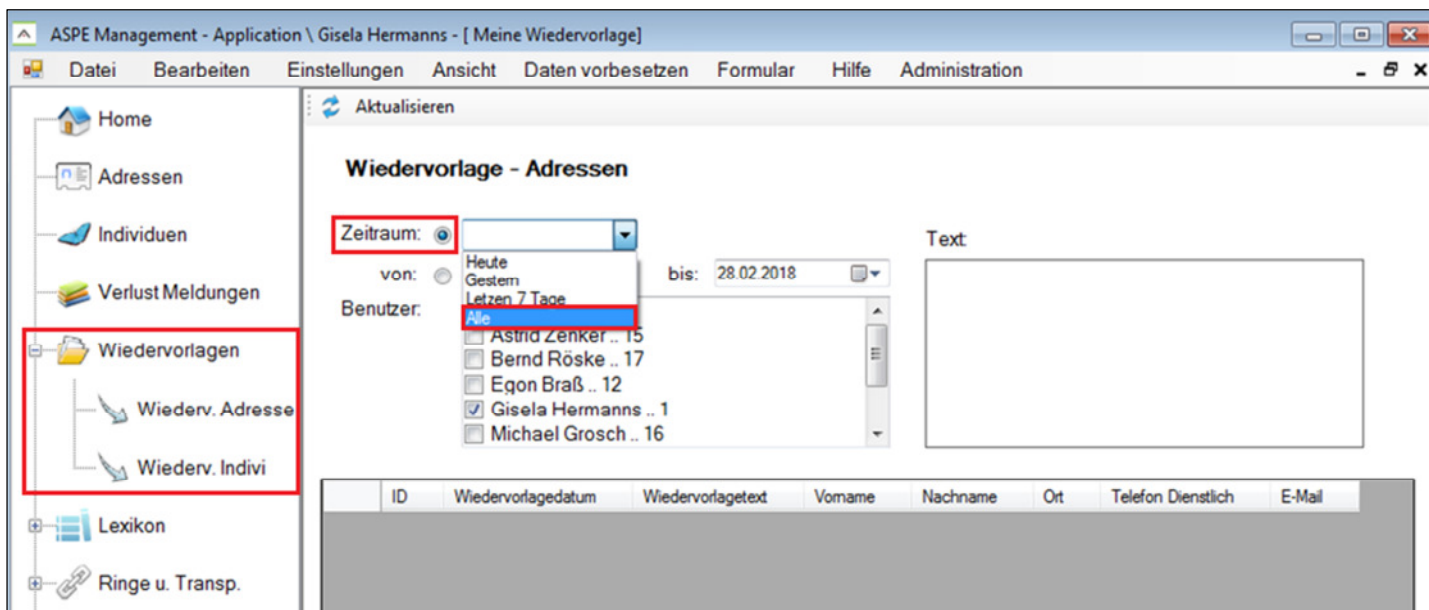 ASPE Management - Application \ Gisela Hermanns - [ Meine Wiedervorlage]
Datei Bearbeiten Einstellungen Ansicht Daten vorbesetzen Formular Hilfe Administration
Home
Adressen
Individuen
Verlust Meldungen
Wiedervorlagen
Wiederv. Adresse
Wiederv. Indivi
Lexikon
Ringe u. Transp.
Aktualisieren
Wiedervorlage - Adressen
Zeitraum:
Heute
Gestern
Letzen 7 Tage
Alle
von: bis: 28.02.2018
Benutzer:
Astrid Zenker .. 15
Bernd Röske .. 17
Egon Braß .. 12
Gisela Hermanns .. 1
Michael Grosch .. 16
Text:
ID Wiedervorlagedatum Wiedervorlagetext Vorname Nachname Ort Telefon Dienstlich E-Mail